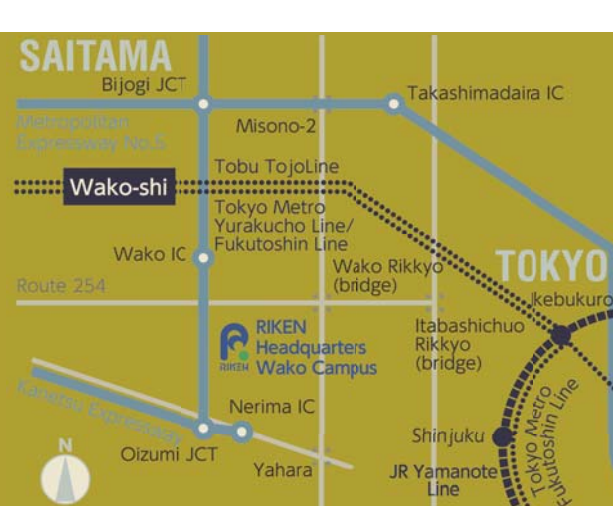 SAITAMA
Bijogi JCT
Takashimadaira IC
Metropolitan
Expressway No.5
Misono-2
Tobu TojoLine
Wako-shi
Tokyo Metro
Yurakucho Line/
Fukutoshin Line
Wako IC
Wako Rikkyo
(bridge)
TOKYO
Route 254
Ikebukuro
RIKEN
Headquarters
Wako Campus
RIKEN
Itabashichuo
Rikkyo
(bridge)
Kanetsu Expressway
Nerima IC
Tokyo Metro
Fukutoshin Line
Oizumi JCT
Shinjuku
N
Yahara
JR Yamanote
Line